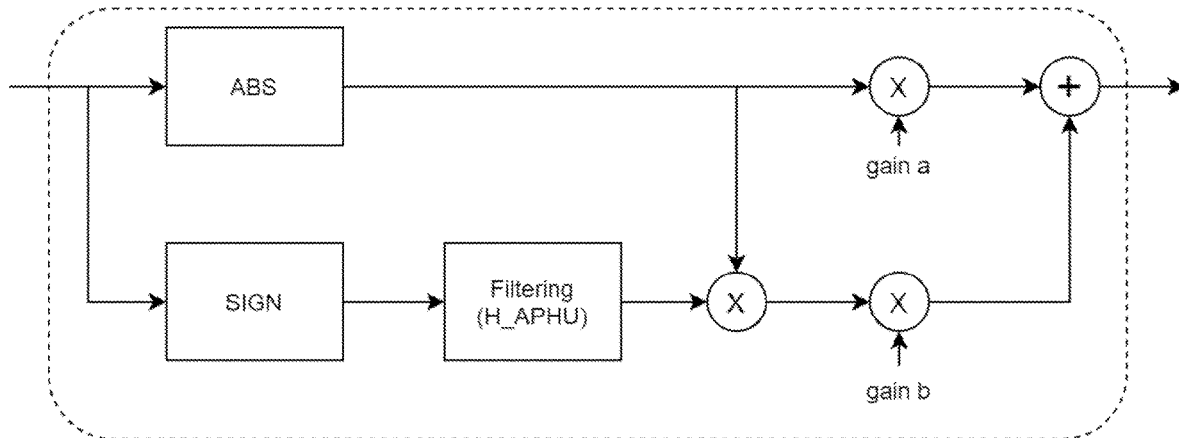 ABS
X
+
gain a
SIGN
Filtering
(H_APHU)
X
X
gain b